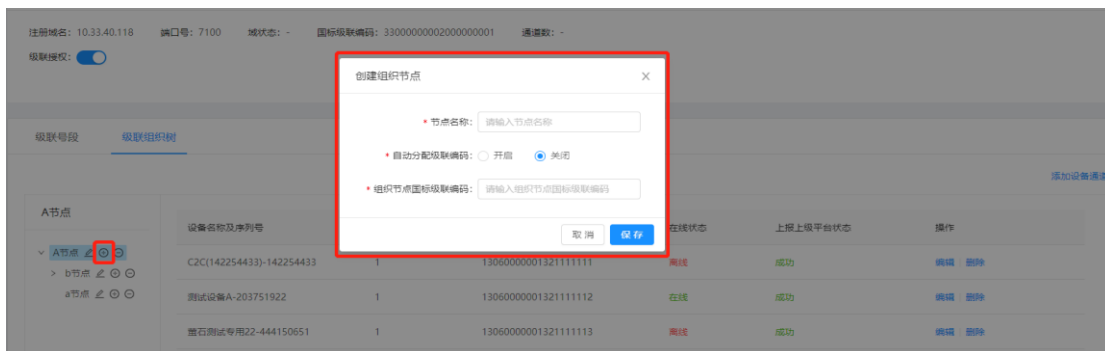 注册域名: 10.33.40.118 端口号: 7100 域状态: - 国标级联编码: 33000000002000000001 通道数: -
级联授权:
创建组织节点
* 节点名称: 请输入节点名称
* 自动分配级联编码: 开启 关闭
* 组织节点国标级联编码: 请输入组织节点国标级联编码
取消 保存
级联号段 级联组织树
添加设备通道
A节点
设备名称及序列号 在线状态 上报上级平台状态 操作
A节点
C2C(142254433)-142254433 1 13060000001321111111 离线 成功 编辑 删除
b节点
a节点
测试设备A-203751922 1 13060000001321111112 在线 成功 编辑 删除
萤石测试专用22-444150651 1 13060000001321111113 离线 成功 编辑 删除